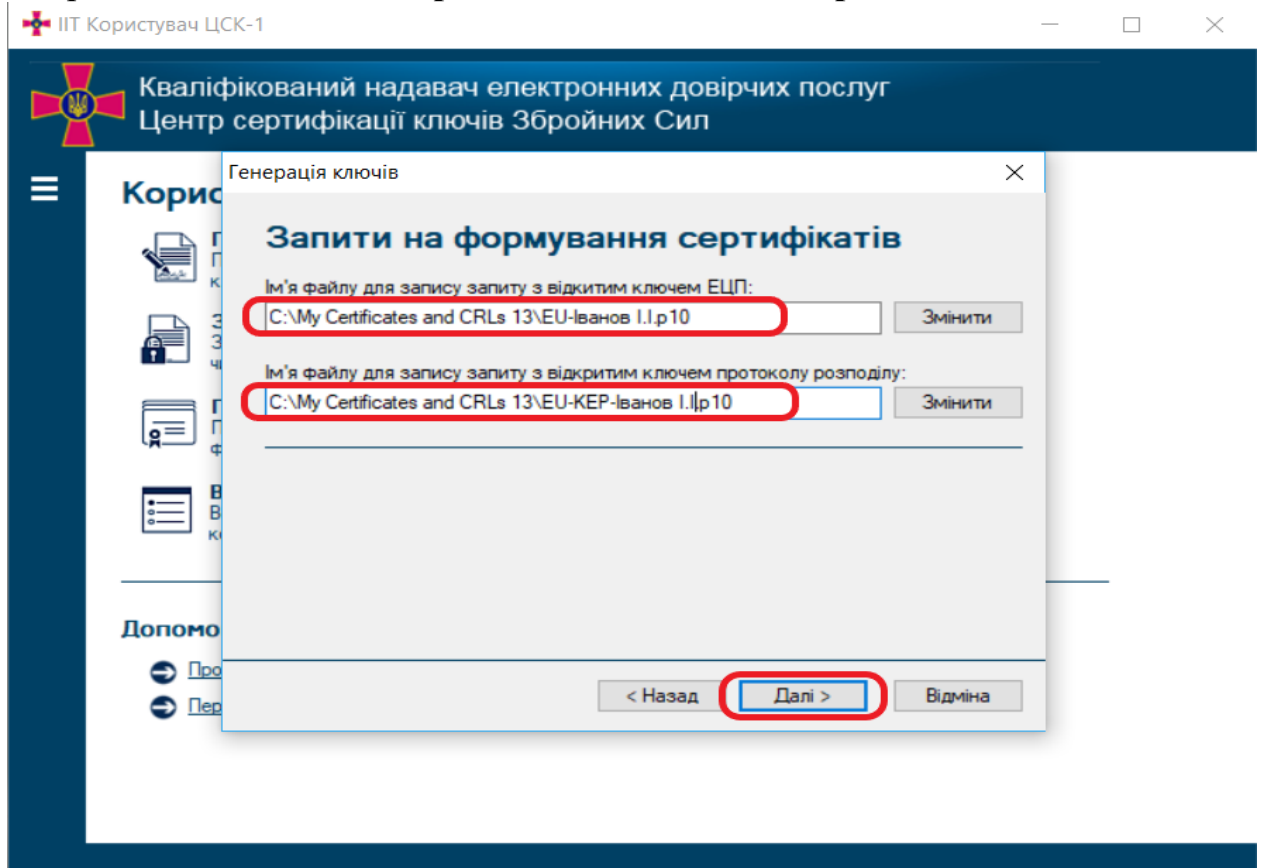 ІІТ Користувач ЦСК-1
Кваліфікований надавач електронних довірчих послуг
Центр сертифікації ключів Збройних Сил
Генерація ключів
Запити на формування сертифікатів
Ім'я файлу для запису запиту з відкитим ключем ЕЦП:
C:\My Certificates and CRLs 13\EU-Іванов І.І.p10
Змінити
Ім'я файлу для запису запиту з відкритим ключем протоколу розподілу:
C:\My Certificates and CRLs 13\EU-КЕР-Іванов І.І.p10
Змінити
< Назад
Далі >
Відміна